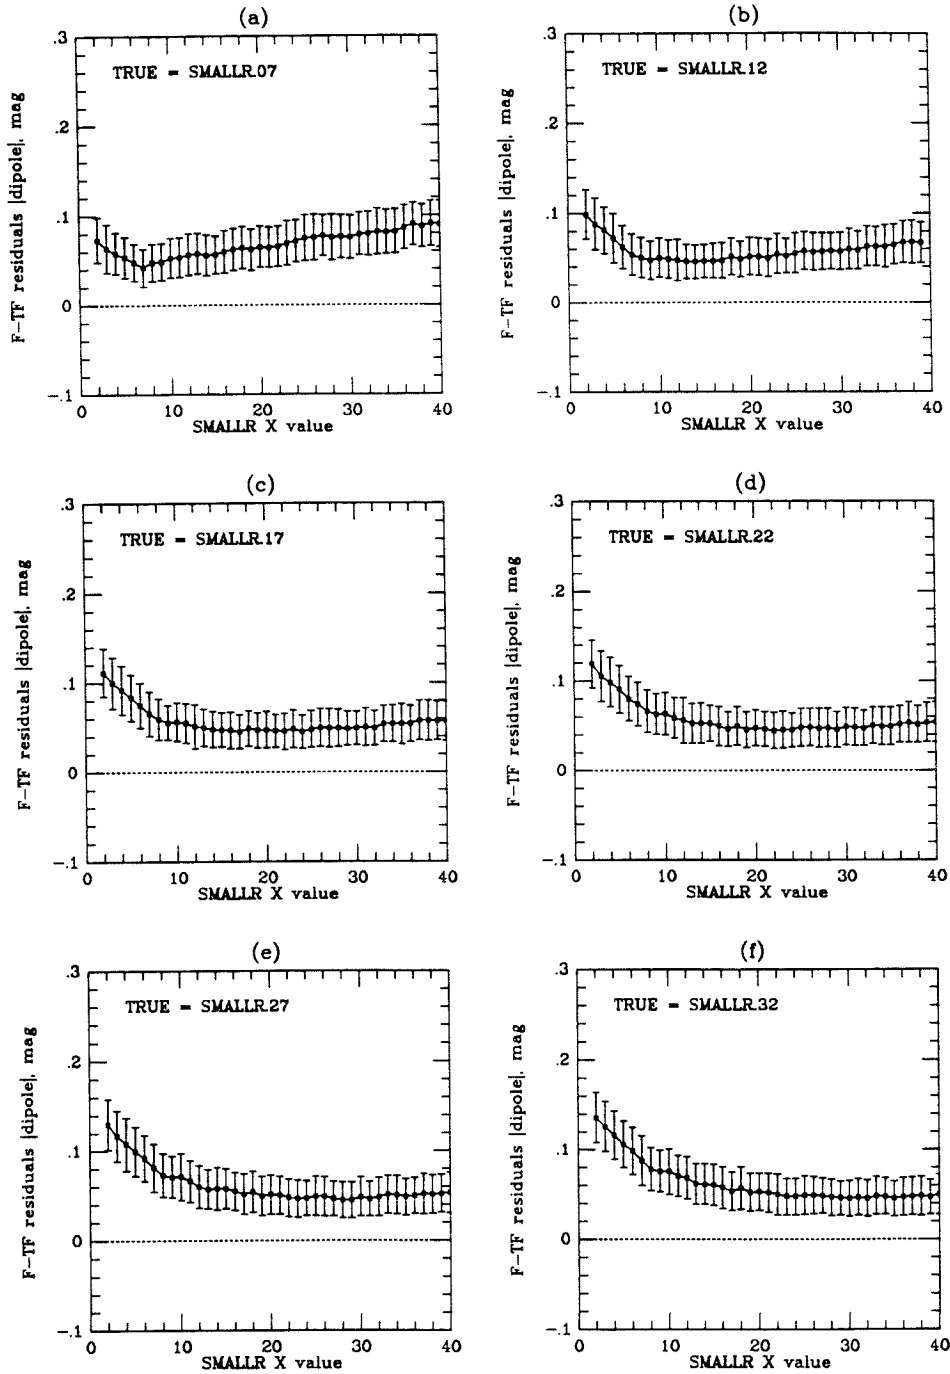 (a)
TRUE = SMALLR.07
F-TF residuals |dipole|, mag
.3
.2
.1
0
-.1
0 10 20 30 40
SMALLR X value
(b)
TRUE = SMALLR.12
F-TF residuals |dipole|, mag
.3
.2
.1
0
-.1
0 10 20 30 40
SMALLR X value
(c)
TRUE = SMALLR.17
F-TF residuals |dipole|, mag
.3
.2
.1
0
-.1
0 10 20 30 40
SMALLR X value
(d)
TRUE = SMALLR.22
F-TF residuals |dipole|, mag
.3
.2
.1
0
-.1
0 10 20 30 40
SMALLR X value
(e)
TRUE = SMALLR.27
F-TF residuals |dipole|, mag
.3
.2
.1
0
-.1
0 10 20 30 40
SMALLR X value
(f)
TRUE = SMALLR.32
F-TF residuals |dipole|, mag
.3
.2
.1
0
-.1
0 10 20 30 40
SMALLR X value